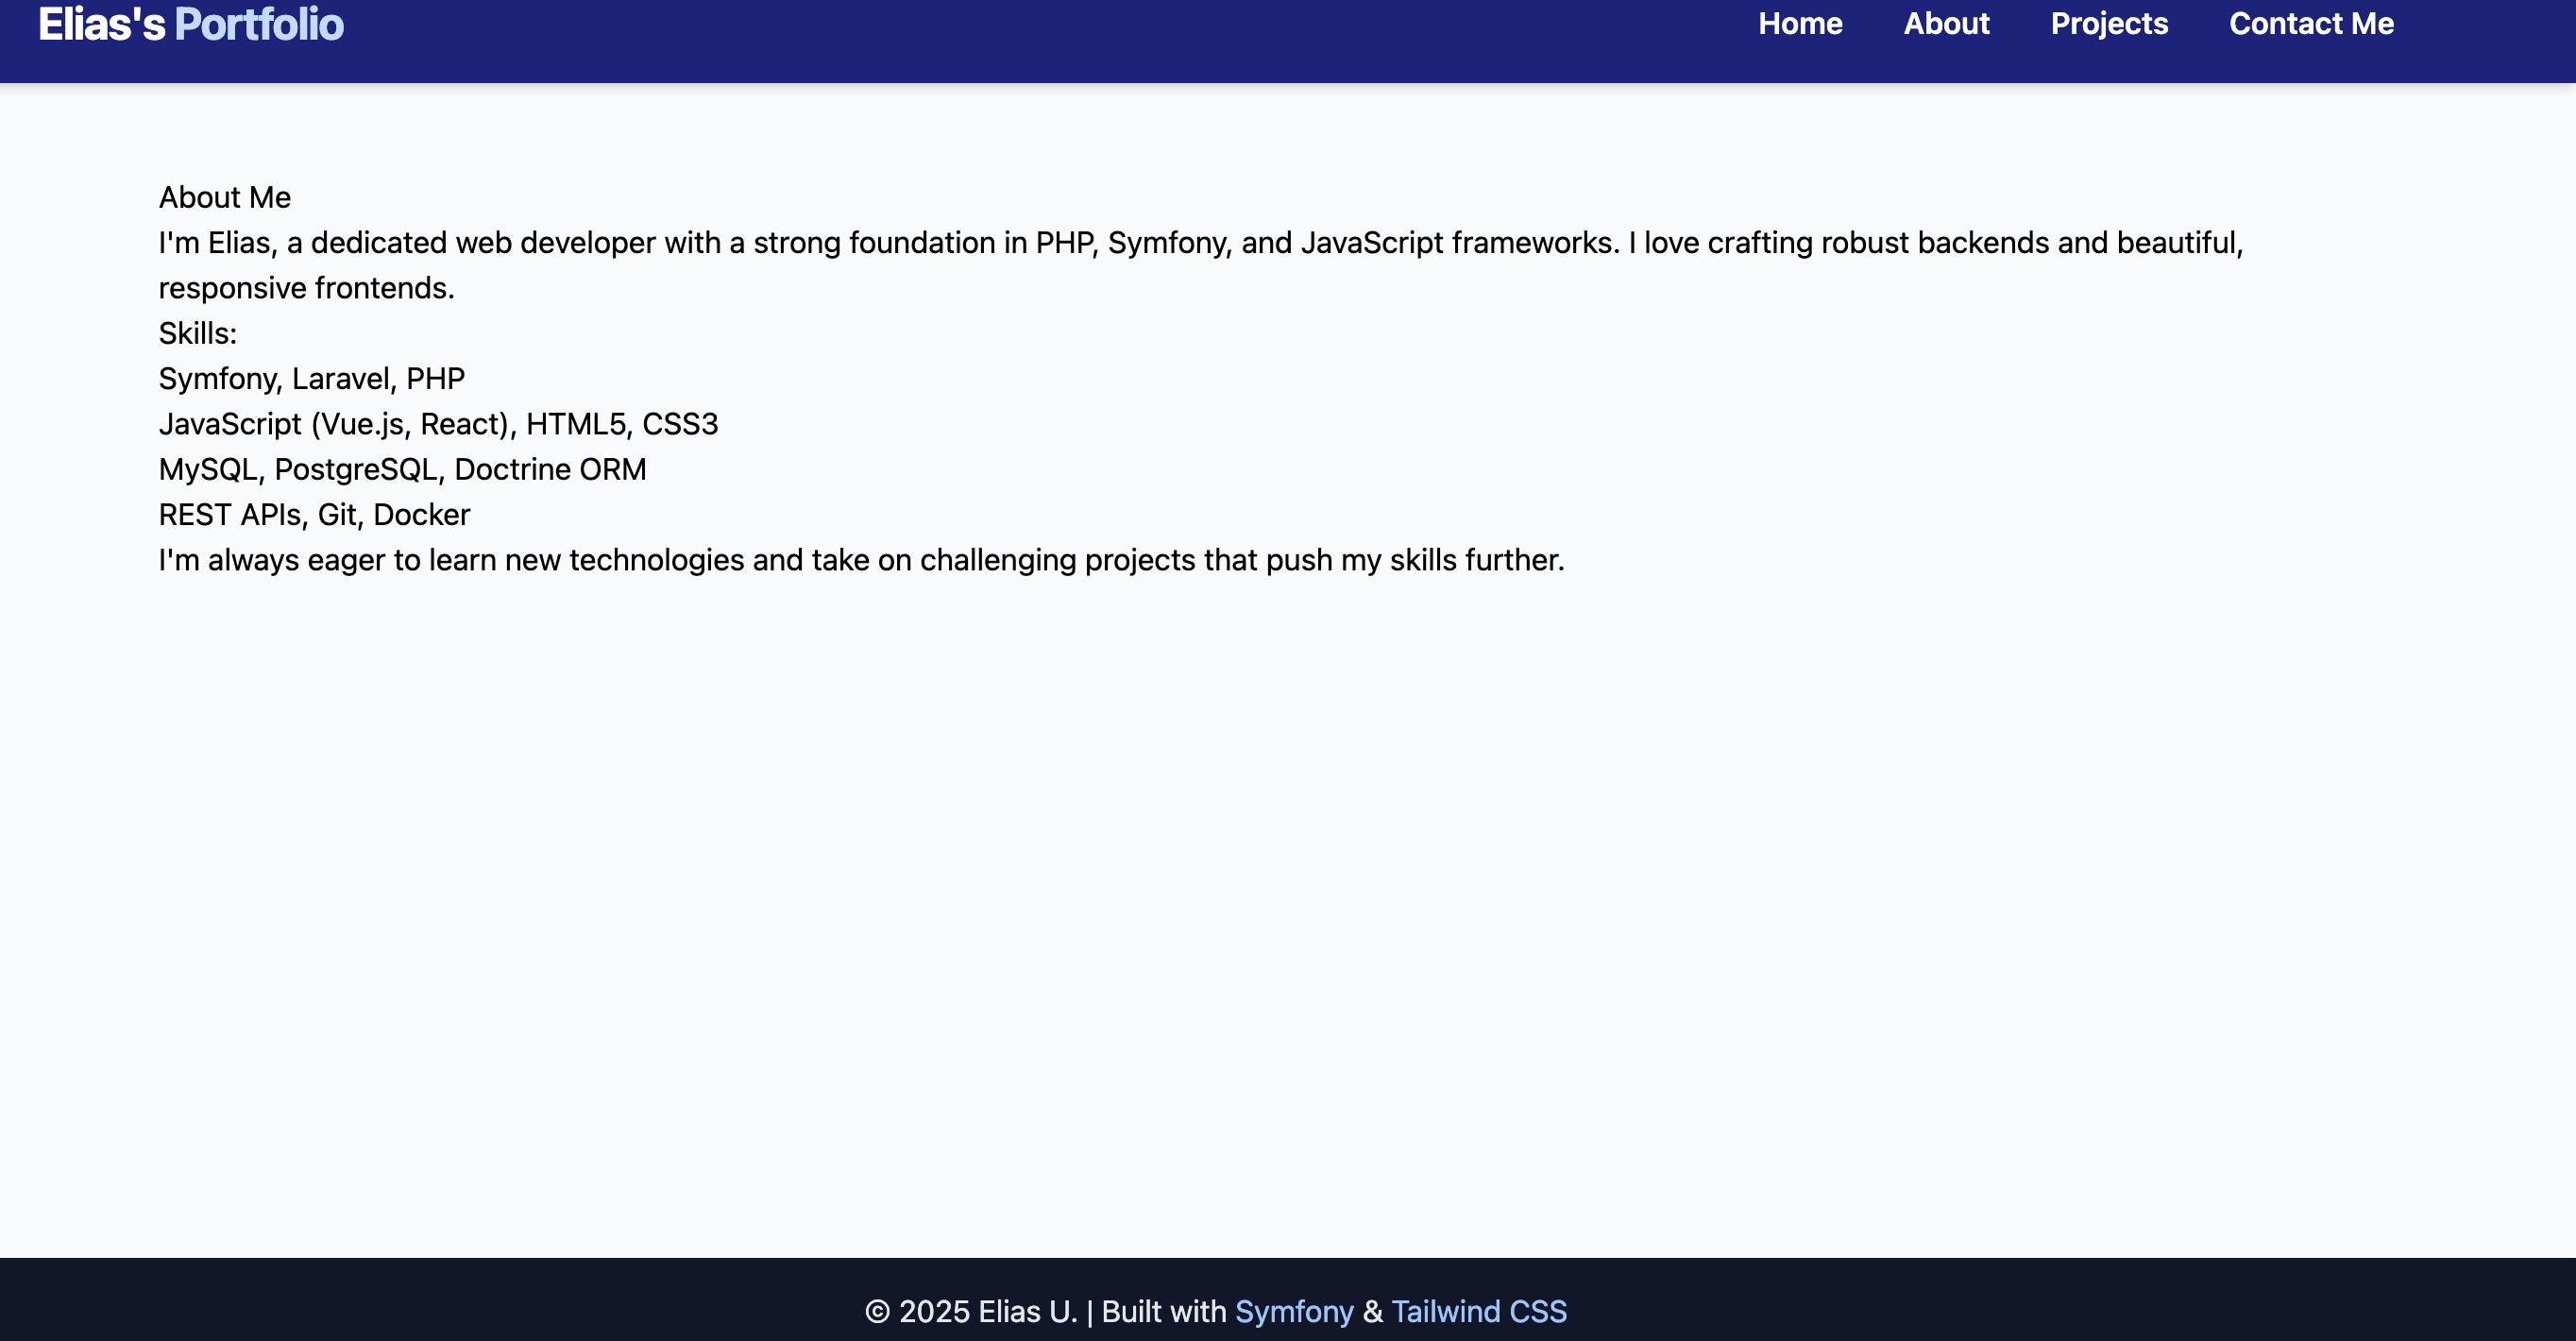 Elias's Portfolio
Home About Projects Contact Me
About Me
I'm Elias, a dedicated web developer with a strong foundation in PHP, Symfony, and JavaScript frameworks. I love crafting robust backends and beautiful,
responsive frontends.
Skills:
Symfony, Laravel, PHP
JavaScript (Vue.js, React), HTML5, CSS3
MySQL, PostgreSQL, Doctrine ORM
REST APIs, Git, Docker
I'm always eager to learn new technologies and take on challenging projects that push my skills further.
© 2025 Elias U. | Built with Symfony & Tailwind CSS